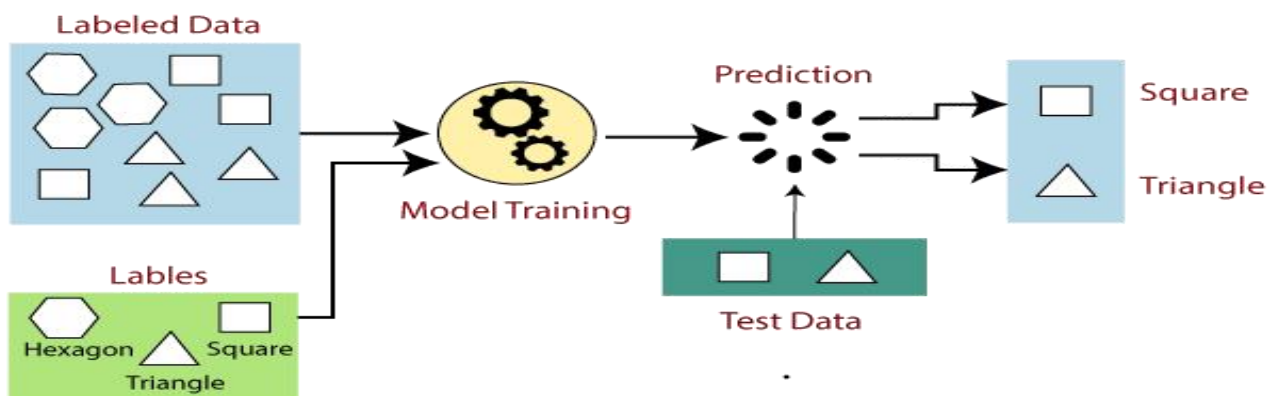 Labeled Data
Prediction
Square
Triangle
Model Training
Lables
Hexagon
Square
Triangle
Test Data